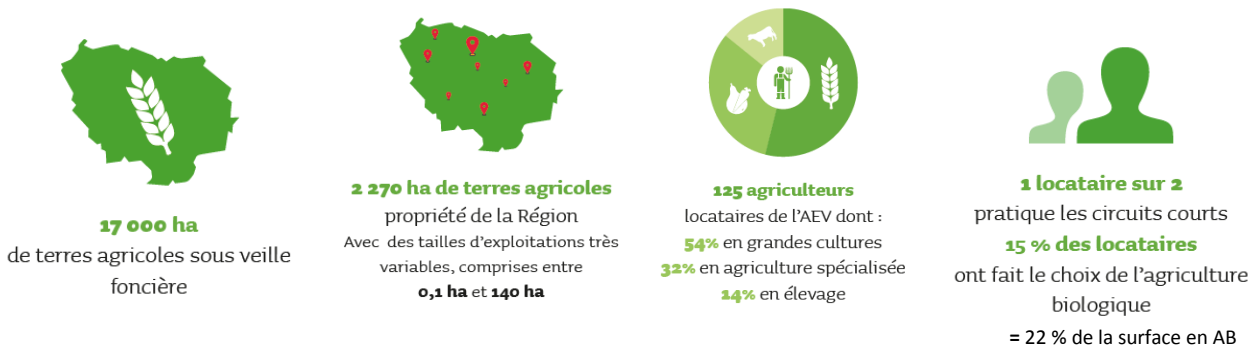 17 000 ha
de terres agricoles sous veille
foncière
2 270 ha de terres agricoles
propriété de la Région
Avec des tailles d'exploitations très
variables, comprises entre
0,1 ha et 140 ha
125 agriculteurs
locataires de l'AEV dont :
54% en grandes cultures
32% en agriculture spécialisée
14% en élevage
1 locataire sur 2
pratique les circuits courts
15 % des locataires
ont fait le choix de l'agriculture
biologique
= 22 % de la surface en AB